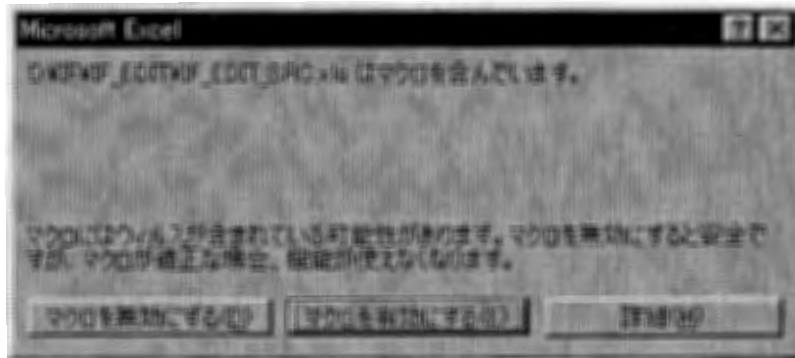 Microsoft Excel
はマクロを含んでいます。
マクロにはウィルスが含まれている可能性があります。マクロを無効にすると安全で
すが、マクロが適正な場合、機能が使えなくなります。
マクロを無効にする(D)
マクロを有効にする(E)